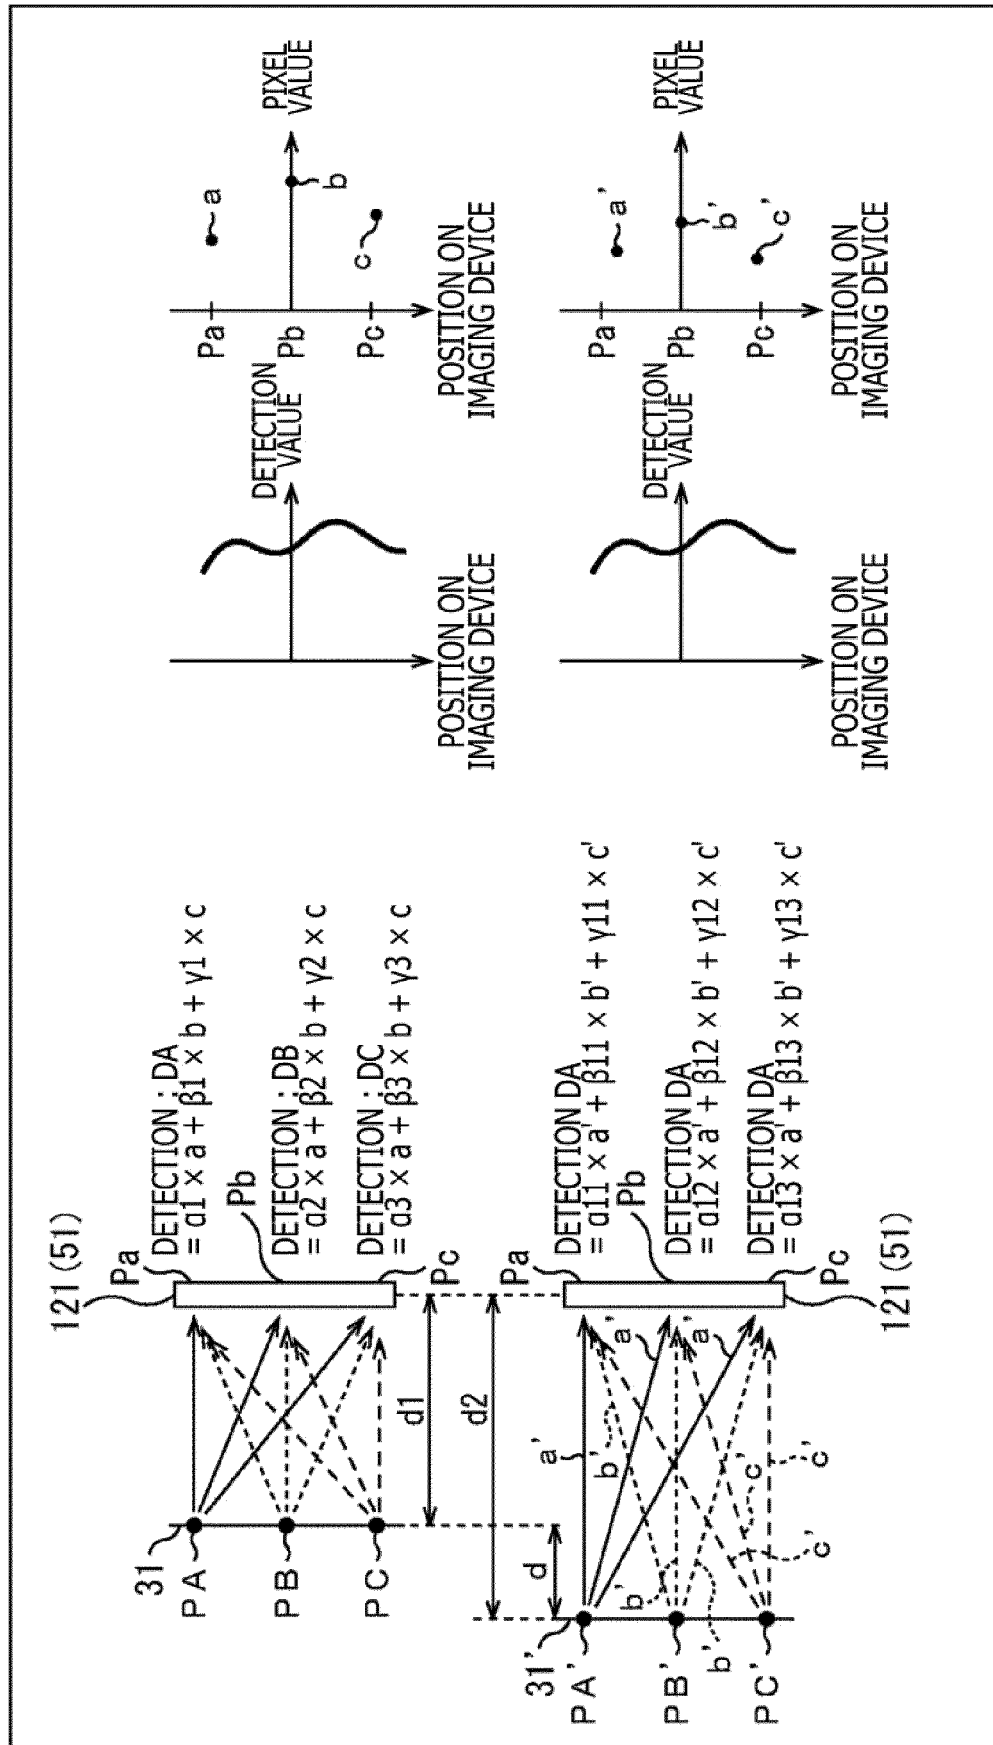 121 (51)
Pa
DETECTION : DA
= α1 × a + β1 × b + γ1 × c
31
PA
PB
PC
Pb
DETECTION : DB
= α2 × a + β2 × b + γ2 × c
DETECTION : DC
= α3 × a + β3 × b + γ3 × c
Pc
d1
d2
d
DETECTION
VALUE
POSITION ON
IMAGING DEVICE
PIXEL
VALUE
Pa
Pb
Pc
a
b
c
POSITION ON
IMAGING DEVICE
31'
PA'
PB'
PC'
a'
b'
a'
a'
b'
b'
c'
c'
c'
Pa
DETECTION DA
= α11 × a' + β11 × b' + γ11 × c'
Pb
DETECTION DA
= α12 × a' + β12 × b' + γ12 × c'
DETECTION DA
= α13 × a' + β13 × b' + γ13 × c'
Pc
121 (51)
DETECTION
VALUE
POSITION ON
IMAGING DEVICE
PIXEL
VALUE
Pa
Pb
Pc
a'
b'
c'
POSITION ON
IMAGING DEVICE